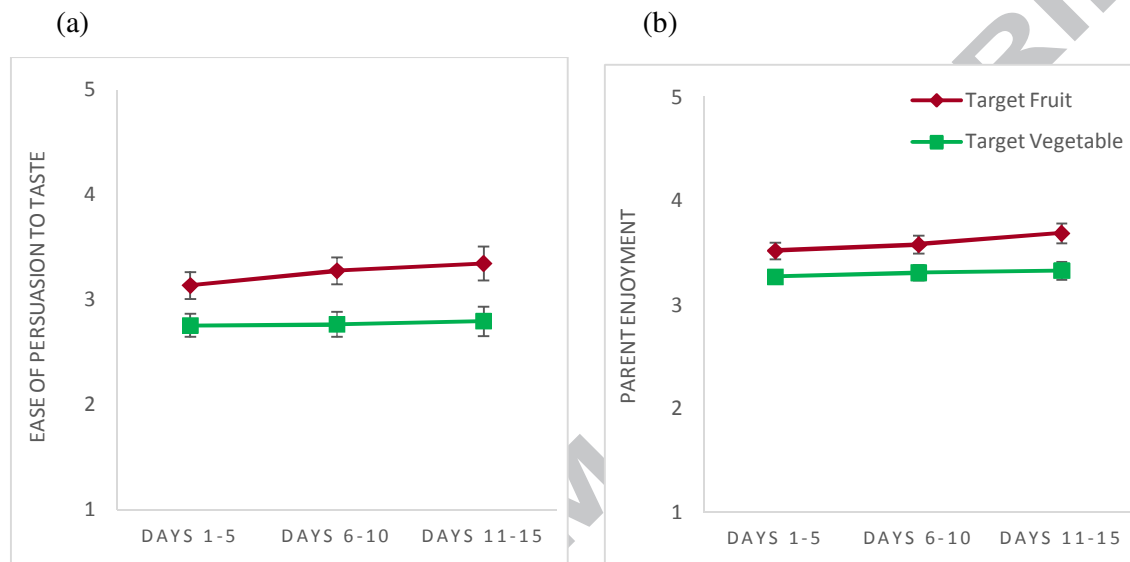 (a)
(b)
5
4
3
2
1
EASE OF PERSUASION TO TASTE
DAYS 1-5
DAYS 6-10
DAYS 11-15
5
4
3
2
1
PARENT ENJOYMENT
Target Fruit
Target Vegetable
DAYS 1-5
DAYS 6-10
DAYS 11-15